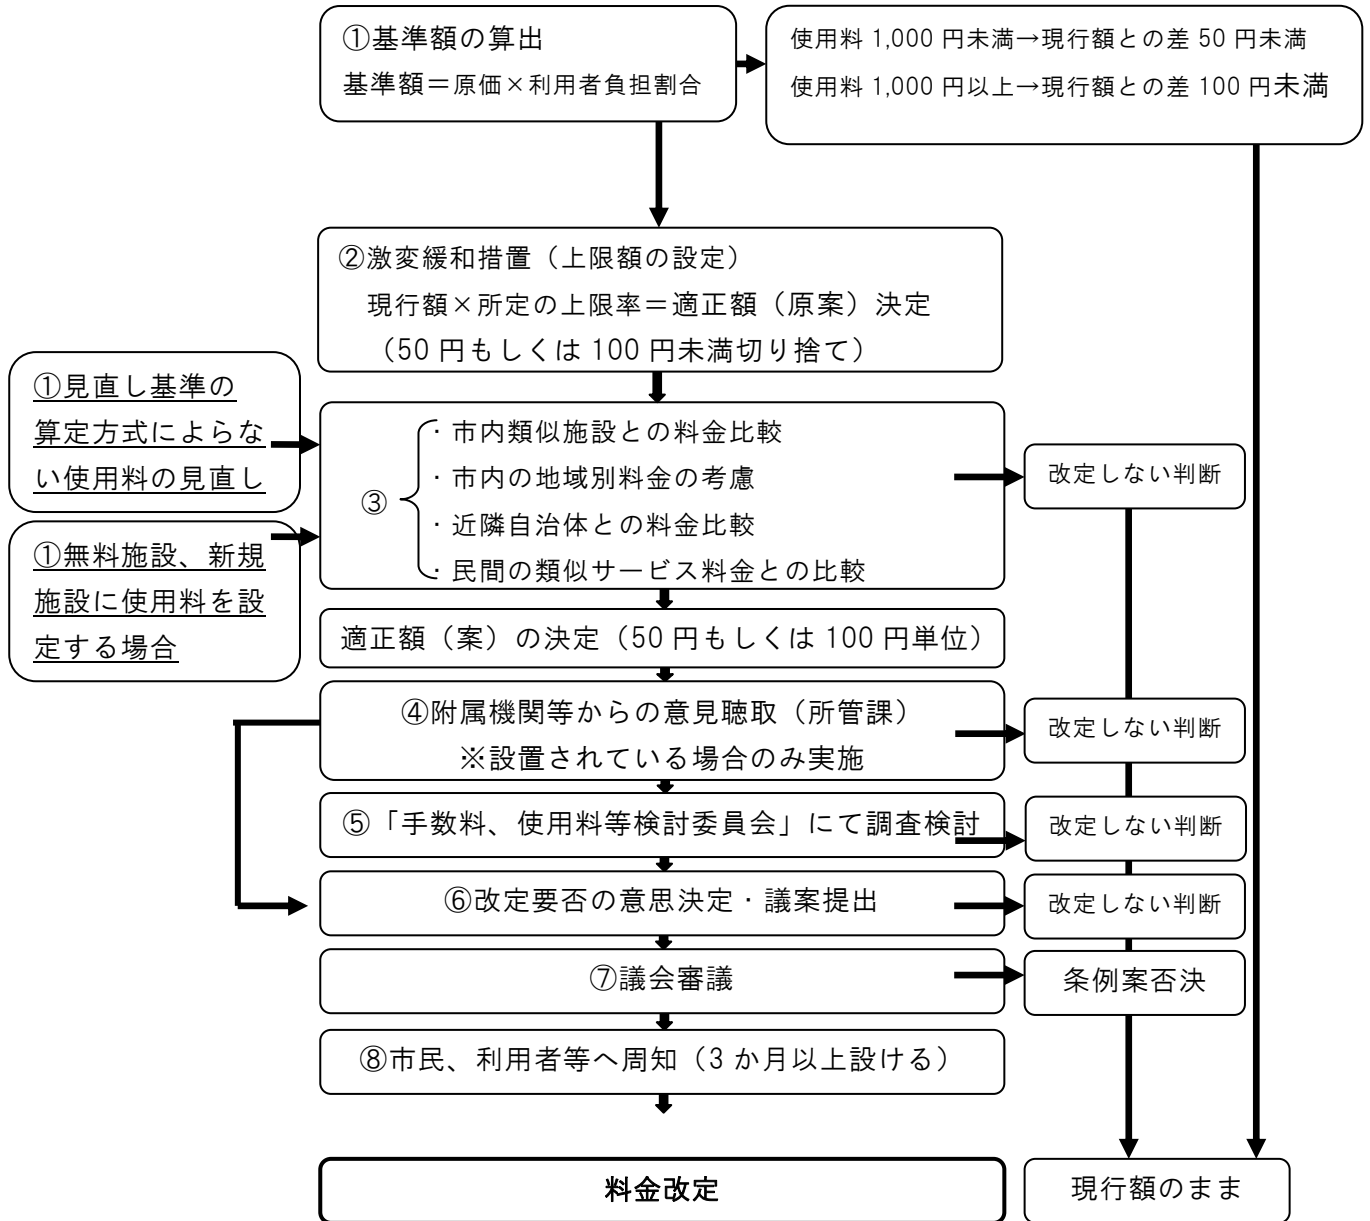 ①基準額の算出
基準額＝原価×利用者負担割合
使用料 1,000 円未満→現行額との差 50 円未満
使用料 1,000 円以上→現行額との差 100 円未満
②激変緩和措置（上限額の設定）
現行額×所定の上限率＝適正額（原案）決定
（50 円もしくは 100 円未満切り捨て）
①見直し基準の
算定方式によらな
い使用料の見直し
①無料施設、新規
施設に使用料を設
定する場合
③
・市内類似施設との料金比較
・市内の地域別料金の考慮
・近隣自治体との料金比較
・民間の類似サービス料金との比較
改定しない判断
適正額（案）の決定（50 円もしくは 100 円単位）
④附属機関等からの意見聴取（所管課）
※設置されている場合のみ実施
改定しない判断
⑤「手数料、使用料等検討委員会」にて調査検討
改定しない判断
⑥改定要否の意思決定・議案提出
改定しない判断
⑦議会審議
条例案否決
⑧市民、利用者等へ周知（3 か月以上設ける）
料金改定
現行額のまま